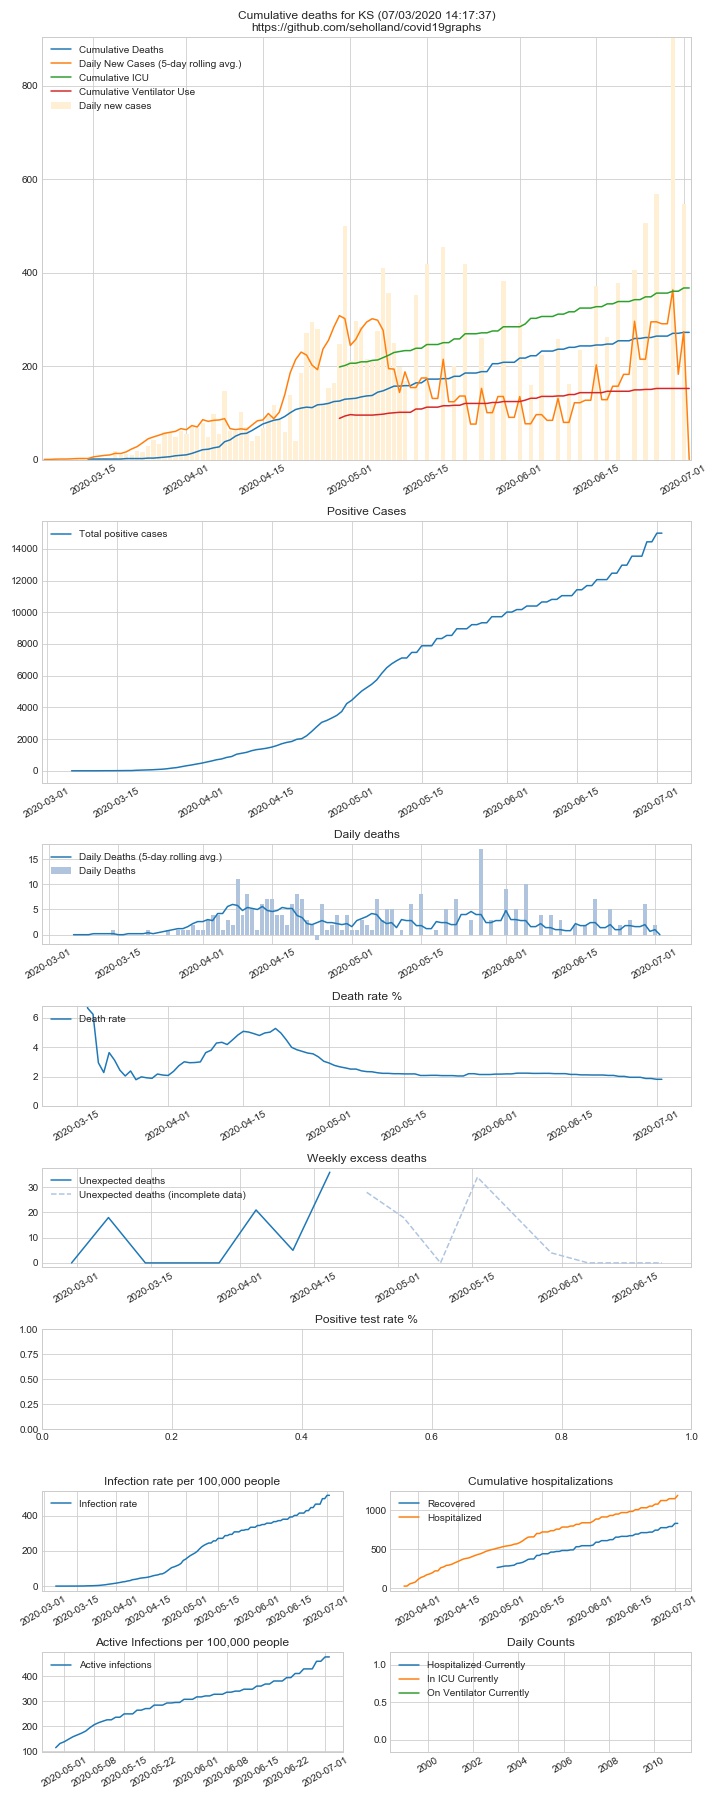 Cumulative deaths for KS (07/03/2020 14:17:37)
https://github.com/seholland/covid19graphs
Cumulative Deaths
Daily New Cases (5-day rolling avg.)
Cumulative ICU
Cumulative Ventilator Use
Daily new cases
800
600
400
200
0
2020-03-15 2020-04-01 2020-04-15 2020-05-01 2020-05-15 2020-06-01 2020-06-15 2020-07-01
Positive Cases
Total positive cases
14000
12000
10000
8000
6000
4000
2000
0
2020-03-01 2020-03-15 2020-04-01 2020-04-15 2020-05-01 2020-05-15 2020-06-01 2020-06-15 2020-07-01
Daily deaths
Daily Deaths (5-day rolling avg.)
Daily Deaths
15
10
5
0
2020-03-01 2020-03-15 2020-04-01 2020-04-15 2020-05-01 2020-05-15 2020-06-01 2020-06-15 2020-07-01
Death rate %
Death rate
6
4
2
0
2020-03-15 2020-04-01 2020-04-15 2020-05-01 2020-05-15 2020-06-01 2020-06-15 2020-07-01
Weekly excess deaths
Unexpected deaths
Unexpected deaths (incomplete data)
30
20
10
0
2020-03-01 2020-03-15 2020-04-01 2020-04-15 2020-05-01 2020-05-15 2020-06-01 2020-06-15
Positive test rate %
1.00
0.75
0.50
0.25
0.00
0.0 0.2 0.4 0.6 0.8 1.0
Infection rate per 100,000 people
Infection rate
400
200
0
2020-03-01 2020-03-15 2020-04-01 2020-04-15 2020-05-01 2020-05-15 2020-06-01 2020-06-15 2020-07-01
Cumulative hospitalizations
Recovered
Hospitalized
1000
500
0
2020-04-01 2020-04-15 2020-05-01 2020-05-15 2020-06-01 2020-06-15 2020-07-01
Active Infections per 100,000 people
Active infections
400
300
200
100
2020-05-01 2020-05-08 2020-05-15 2020-05-22 2020-06-01 2020-06-08 2020-06-15 2020-06-22 2020-07-01
Daily Counts
Hospitalized Currently
In ICU Currently
On Ventilator Currently
1.0
0.5
0.0
2000 2002 2004 2006 2008 2010